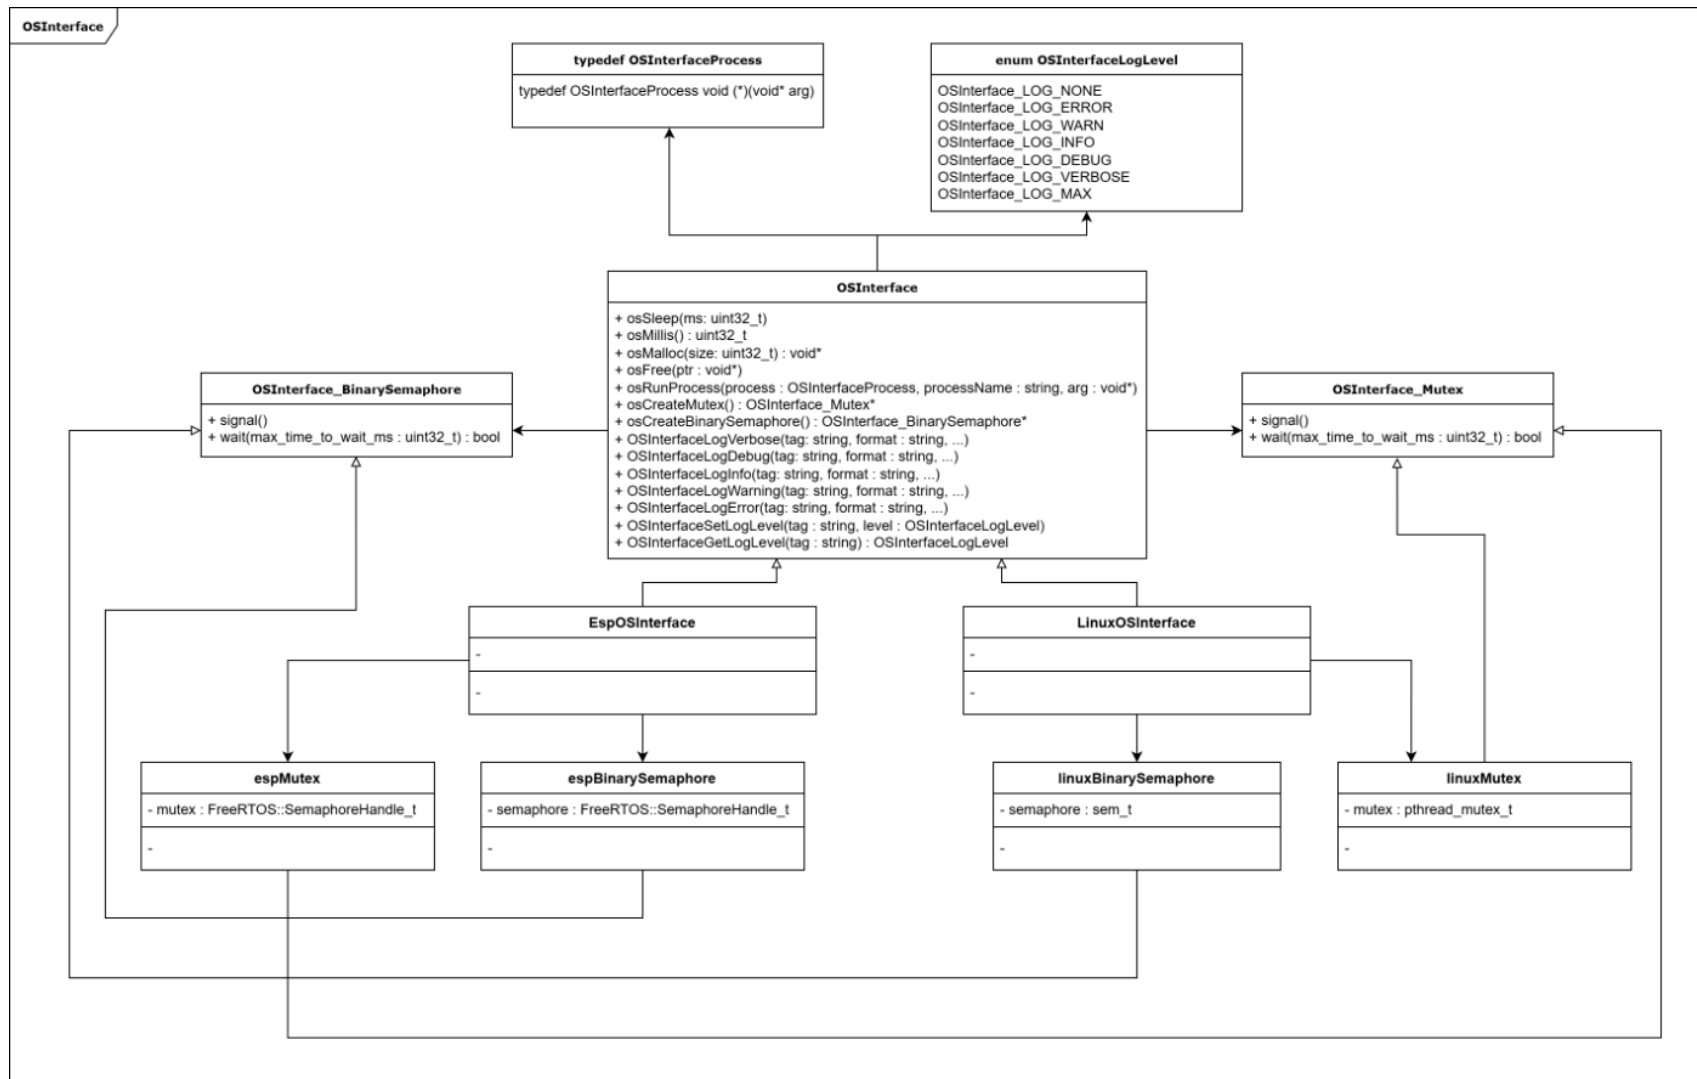 OSInterface
typedef OSInterfaceProcess
typedef OSInterfaceProcess void (*)(void* arg)
enum OSInterfaceLogLevel
OSInterface_LOG_NONE
OSInterface_LOG_ERROR
OSInterface_LOG_WARN
OSInterface_LOG_INFO
OSInterface_LOG_DEBUG
OSInterface_LOG_VERBOSE
OSInterface_LOG_MAX
OSInterface
+ osSleep(ms: uint32_t)
+ osMillis() : uint32_t
+ osMalloc(size: uint32_t) : void*
+ osFree(ptr : void*)
+ osRunProcess(process : OSInterfaceProcess, processName : string, arg : void*)
+ osCreateMutex() : OSInterface_Mutex*
+ osCreateBinarySemaphore() : OSInterface_BinarySemaphore*
+ OSInterfaceLogVerbose(tag: string, format : string, ...)
+ OSInterfaceLogDebug(tag: string, format : string, ...)
+ OSInterfaceLogInfo(tag: string, format : string, ...)
+ OSInterfaceLogWarning(tag: string, format : string, ...)
+ OSInterfaceLogError(tag: string, format : string, ...)
+ OSInterfaceSetLogLevel(tag : string, level : OSInterfaceLogLevel)
+ OSInterfaceGetLogLevel(tag : string) : OSInterfaceLogLevel
OSInterface_BinarySemaphore
+ signal()
+ wait(max_time_to_wait_ms : uint32_t) : bool
OSInterface_Mutex
+ signal()
+ wait(max_time_to_wait_ms : uint32_t) : bool
EspOSInterface
-
-
LinuxOSInterface
-
-
espMutex
- mutex : FreeRTOS::SemaphoreHandle_t
-
espBinarySemaphore
- semaphore : FreeRTOS::SemaphoreHandle_t
-
linuxBinarySemaphore
- semaphore : sem_t
-
linuxMutex
- mutex : pthread_mutex_t
-